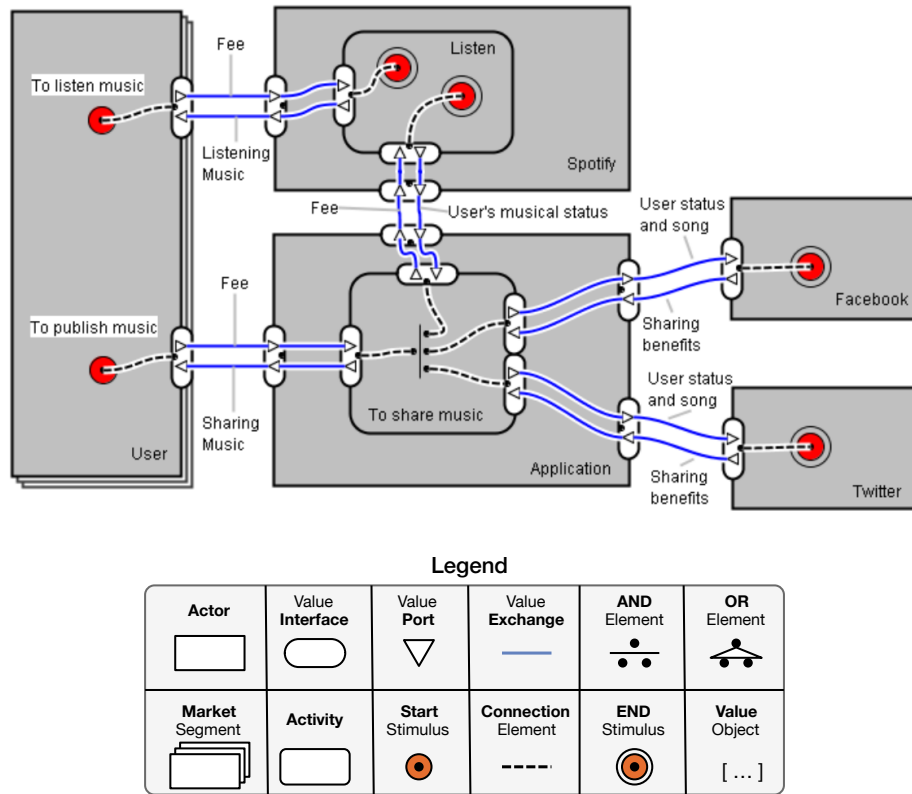 Fee
Listen
To listen music
Listening
Music
Spotify
Fee
User's musical status
User status
and song
Fee
Facebook
To publish music
Sharing
benefits
User status
and song
To share music
Sharing
Music
User
Application
Sharing
benefits
Twitter
Legend
Actor
Value
Interface
Value
Port
Value
Exchange
AND
Element
OR
Element
Market
Segment
Activity
Start
Stimulus
Connection
Element
END
Stimulus
Value
Object
[ ... ]